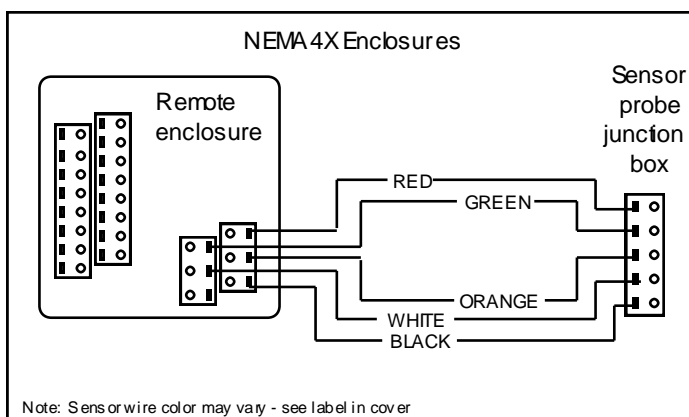 NEMA 4X Enclosures
Remote
enclosure
Sensor
probe
junction
box
RED
GREEN
ORANGE
WHITE
BLACK
Note: Sensor wire color may vary - see label in cover